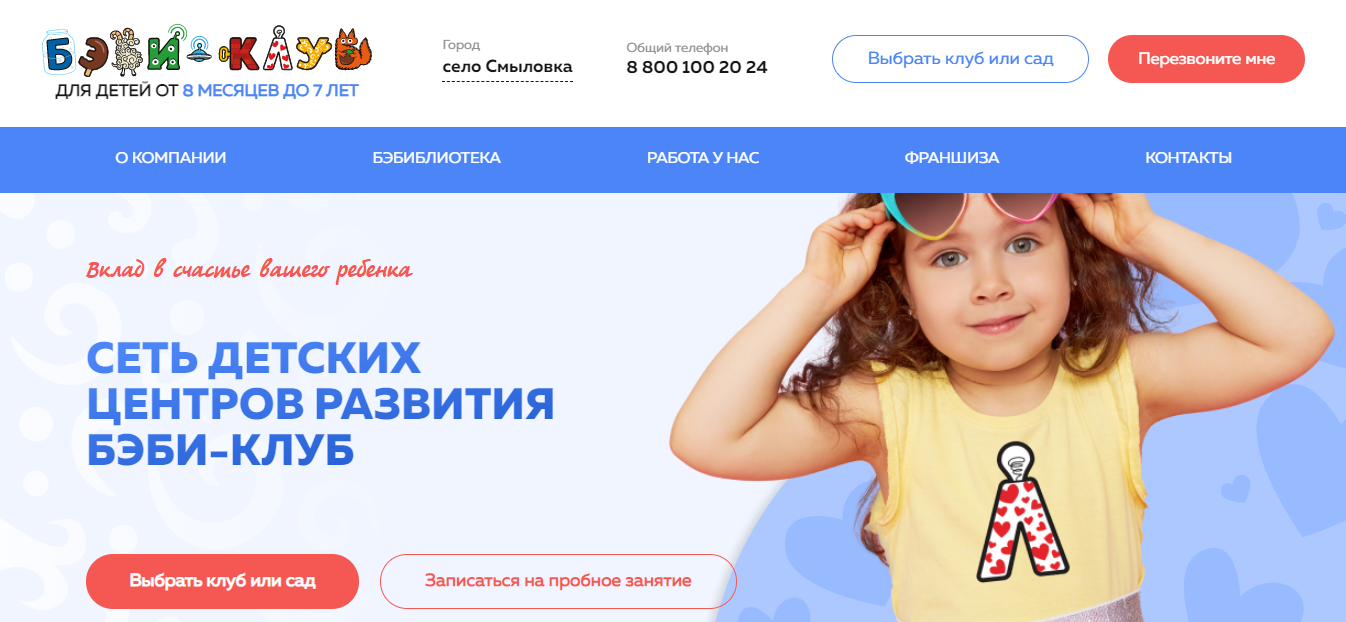 БЭБИ-КЛУБ
ДЛЯ ДЕТЕЙ ОТ 8 МЕСЯЦЕВ ДО 7 ЛЕТ
Город
село Смыловка
Общий телефон
8 800 100 20 24
Выбрать клуб или сад
Перезвоните мне
О КОМПАНИИ
БЭБИБЛИОТЕКА
РАБОТА У НАС
ФРАНШИЗА
КОНТАКТЫ
Вклад в счастье вашего ребенка
СЕТЬ ДЕТСКИХ
ЦЕНТРОВ РАЗВИТИЯ
БЭБИ-КЛУБ
Л
Выбрать клуб или сад
Записаться на пробное занятие